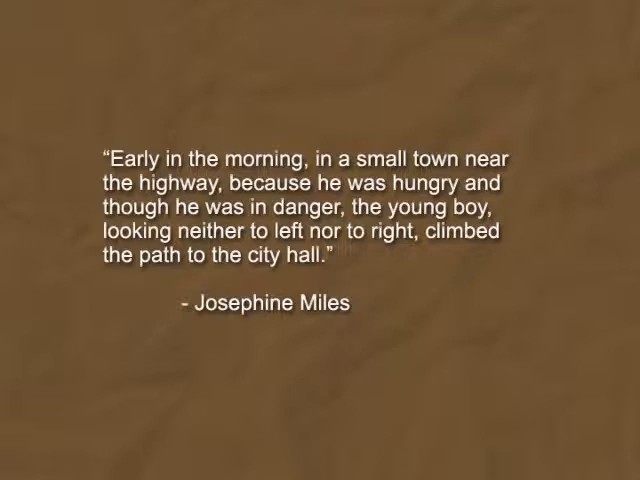 “Early in the morning, in a small town near
the highway, because he was hungry and
though he was in danger, the young boy,
looking neither to left nor to right, climbed
the path to the city hall.”
- Josephine Miles